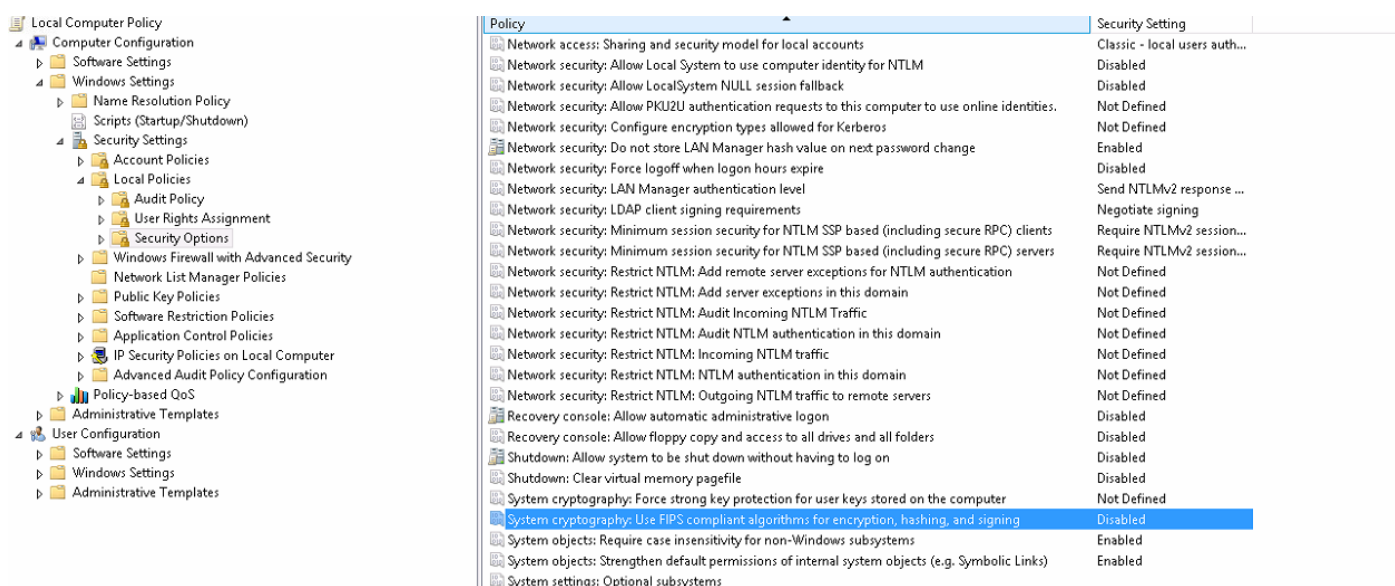 Local Computer Policy
Computer Configuration
Software Settings
Windows Settings
Name Resolution Policy
Scripts (Startup/Shutdown)
Security Settings
Account Policies
Local Policies
Audit Policy
User Rights Assignment
Security Options
Windows Firewall with Advanced Security
Network List Manager Policies
Public Key Policies
Software Restriction Policies
Application Control Policies
IP Security Policies on Local Computer
Advanced Audit Policy Configuration
Policy-based QoS
Administrative Templates
User Configuration
Software Settings
Windows Settings
Administrative Templates
Policy Security Setting
Network access: Sharing and security model for local accounts Classic - local users auth...
Network security: Allow Local System to use computer identity for NTLM Disabled
Network security: Allow LocalSystem NULL session fallback Disabled
Network security: Allow PKU2U authentication requests to this computer to use online identities. Not Defined
Network security: Configure encryption types allowed for Kerberos Not Defined
Network security: Do not store LAN Manager hash value on next password change Enabled
Network security: Force logoff when logon hours expire Disabled
Network security: LAN Manager authentication level Send NTLMv2 response ...
Network security: LDAP client signing requirements Negotiate signing
Network security: Minimum session security for NTLM SSP based (including secure RPC) clients Require NTLMv2 session...
Network security: Minimum session security for NTLM SSP based (including secure RPC) servers Require NTLMv2 session...
Network security: Restrict NTLM: Add remote server exceptions for NTLM authentication Not Defined
Network security: Restrict NTLM: Add server exceptions in this domain Not Defined
Network security: Restrict NTLM: Audit Incoming NTLM Traffic Not Defined
Network security: Restrict NTLM: Audit NTLM authentication in this domain Not Defined
Network security: Restrict NTLM: Incoming NTLM traffic Not Defined
Network security: Restrict NTLM: NTLM authentication in this domain Not Defined
Network security: Restrict NTLM: Outgoing NTLM traffic to remote servers Not Defined
Recovery console: Allow automatic administrative logon Disabled
Recovery console: Allow floppy copy and access to all drives and all folders Disabled
Shutdown: Allow system to be shut down without having to log on Disabled
Shutdown: Clear virtual memory pagefile Disabled
System cryptography: Force strong key protection for user keys stored on the computer Not Defined
System cryptography: Use FIPS compliant algorithms for encryption, hashing, and signing Disabled
System objects: Require case insensitivity for non-Windows subsystems Enabled
System objects: Strengthen default permissions of internal system objects (e.g. Symbolic Links) Enabled
System settings: Optional subsystems